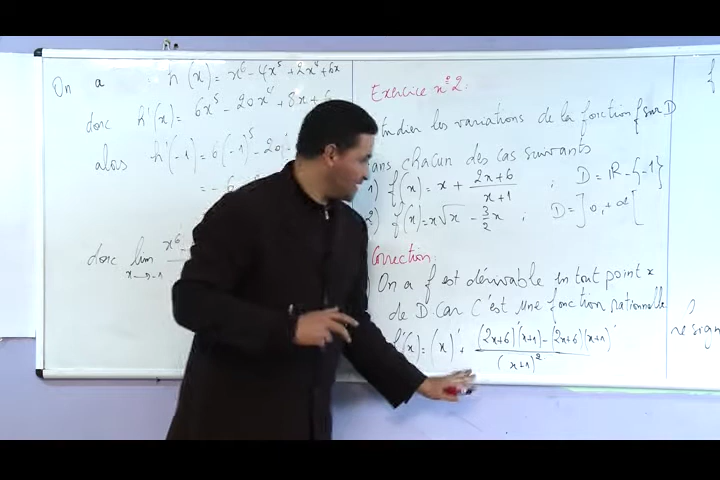 On a h(x) = x⁶ - 4x⁵ + 2x⁴ + 6x
donc h'(x) = 6x⁵ - 20x⁴ + 8x +
alors h'(-1) = 6(-1)⁵ - 20(
= - 6
donc lim x⁶ -
x → -1
Exercice n°2:
tudier les variations de la fonction f sur D
ans chacun des cas suivants
1) f(x) = x + (2x+6)/(x+1) ; D = ℝ - {-1}
2) f(x) = x√x - 3/2 x ; D = ]0, +∞[
Correction:
On a f est dérivable en tout point x
de D car c'est une fonction rationnelle
f'(x) = (x)' + ((2x+6)'(x+1) - (2x+6)(x+1)')/(x+1)²
f